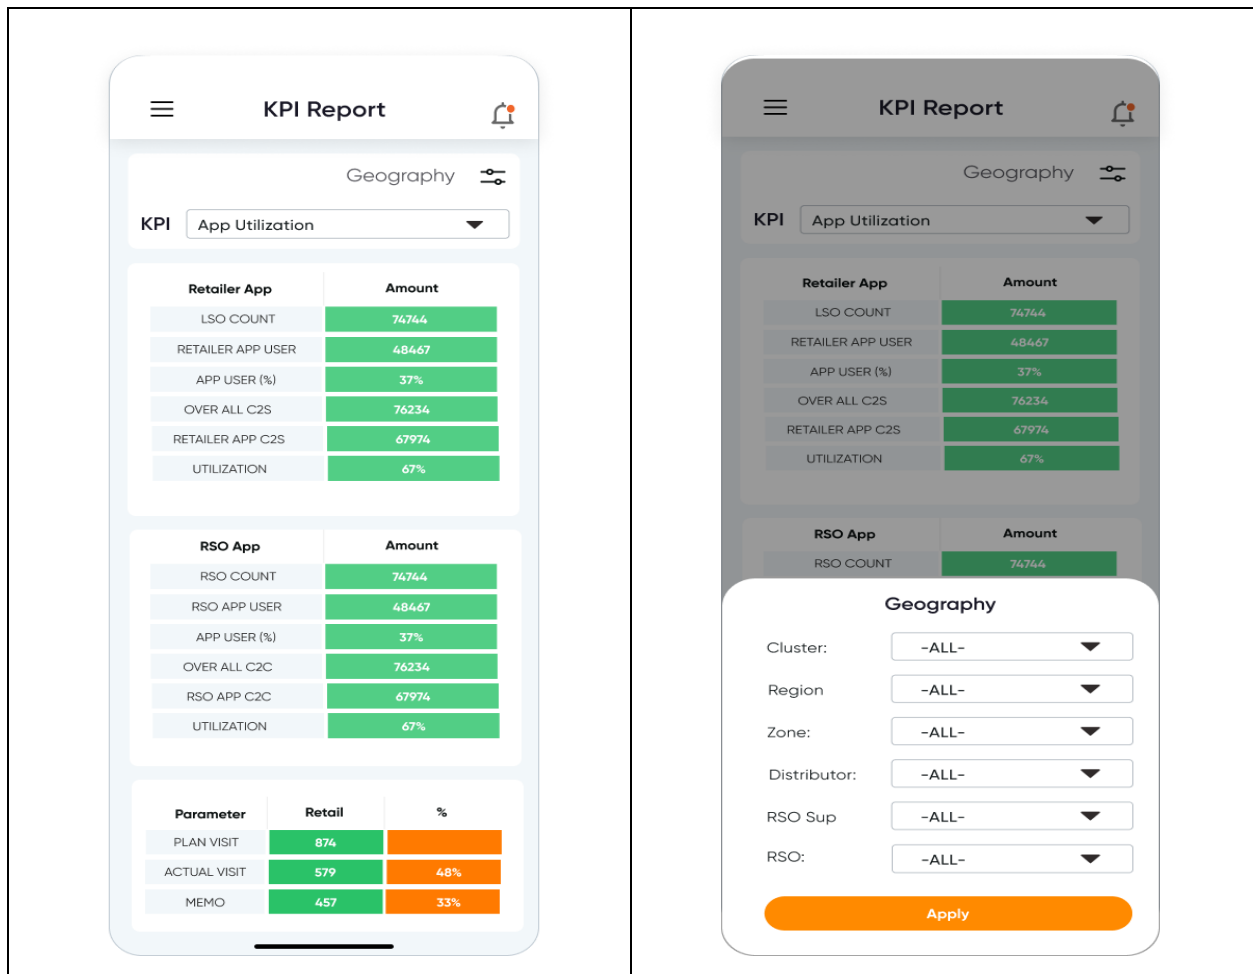 KPI Report
Geography
KPI App Utilization
Retailer App Amount
LSO COUNT 74744
RETAILER APP USER 48467
APP USER (%) 37%
OVER ALL C2S 76234
RETAILER APP C2S 67974
UTILIZATION 67%
RSO App Amount
RSO COUNT 74744
RSO APP USER 48467
APP USER (%) 37%
OVER ALL C2C 76234
RSO APP C2C 67974
UTILIZATION 67%
Parameter Retail %
PLAN VISIT 874
ACTUAL VISIT 579 48%
MEMO 457 33%
KPI Report
Geography
KPI App Utilization
Retailer App Amount
LSO COUNT 74744
RETAILER APP USER 48467
APP USER (%) 37%
OVER ALL C2S 76234
RETAILER APP C2S 67974
UTILIZATION 67%
RSO App Amount
RSO COUNT 74744
Geography
Cluster: -ALL-
Region -ALL-
Zone: -ALL-
Distributor: -ALL-
RSO Sup -ALL-
RSO: -ALL-
Apply